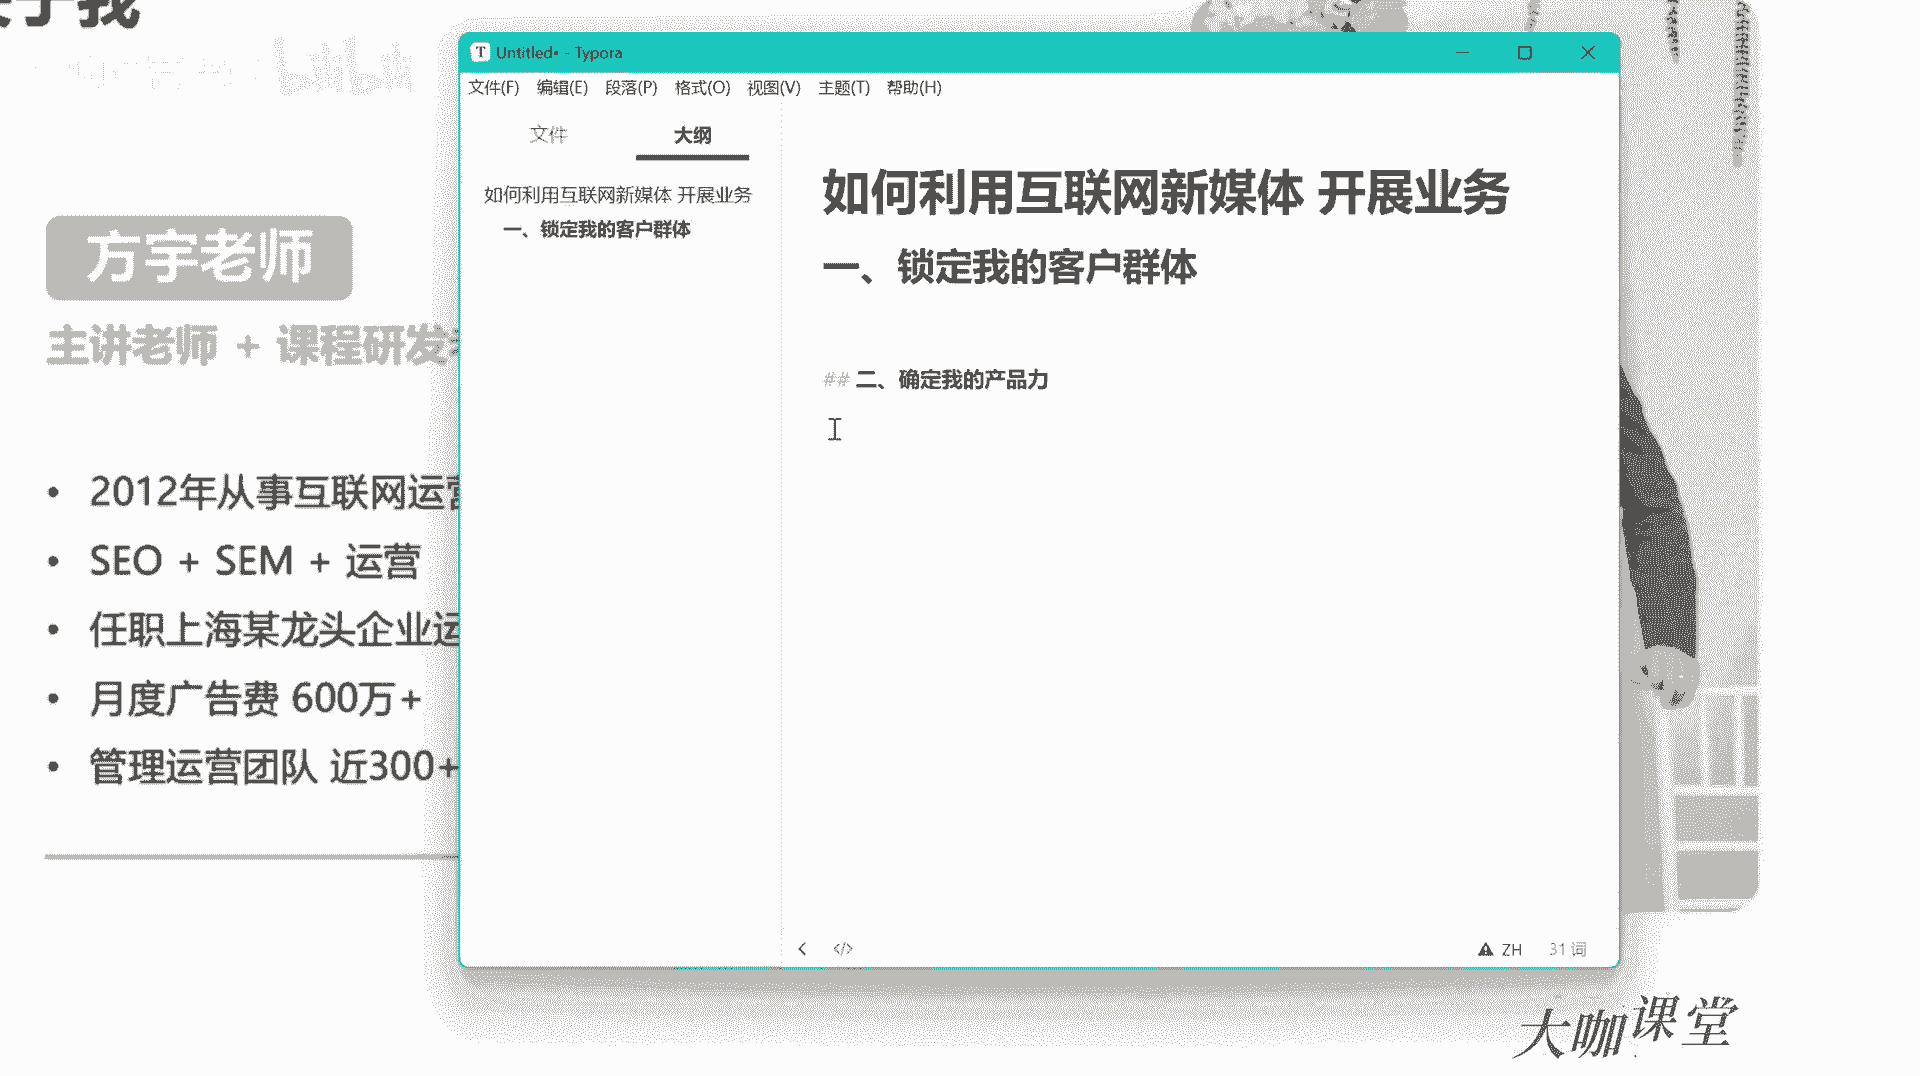 关于我
bilibili
Untitled• - Typora
文件(F) 编辑(E) 段落(P) 格式(O) 视图(V) 主题(T) 帮助(H)
文件 大纲
如何利用互联网新媒体 开展业务
一、锁定我的客户群体
如何利用互联网新媒体 开展业务
一、锁定我的客户群体
## 二、确定我的产品力
方宇老师
主讲老师 + 课程研发
2012年从事互联网运营
SEO + SEM + 运营
任职上海某龙头企业运
月度广告费 600万+
管理运营团队 近300+
ZH 31 词
大咖课堂